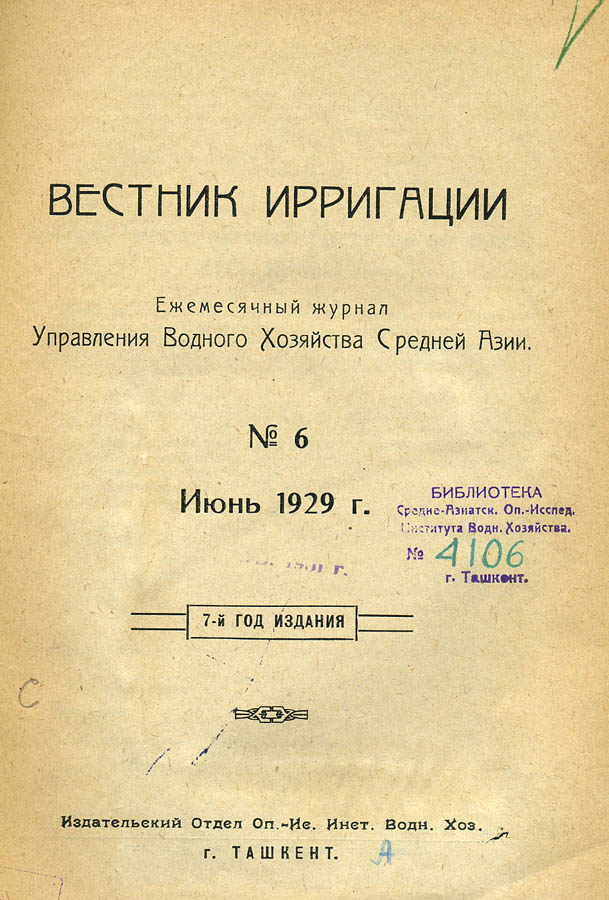 ВЕСТНИК ИРРИГАЦИИ
Ежемесячный журнал
Управления Водного Хозяйства Средней Азии.
№ 6
Июнь 1929 г.
БИБЛИОТЕКА
Средне-Азиатск. Оп.-Исслед.
Института Водн. Хозяйства.
№ 4106
г. Ташкент.
7-й ГОД ИЗДАНИЯ
С
Издательский Отдел Оп.-Ис. Инст. Водн. Хоз.
г. ТАШКЕНТ.
А